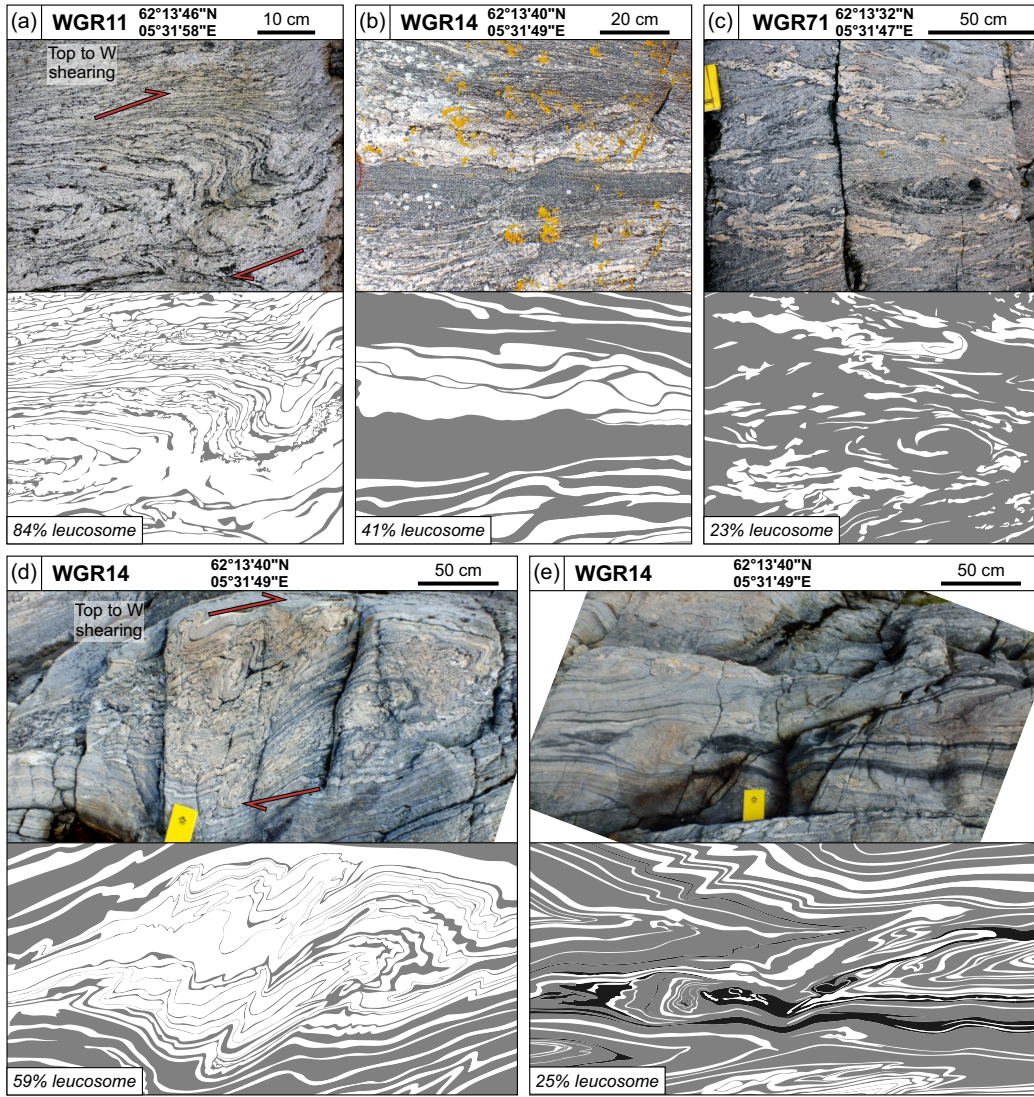 (a) WGR11 62°13'46"N
05°31'58"E 10 cm
Top to W
shearing
84% leucosome
(b) WGR14 62°13'40"N
05°31'49"E 20 cm
41% leucosome
(c) WGR71 62°13'32"N
05°31'47"E 50 cm
23% leucosome
(d) WGR14 62°13'40"N
05°31'49"E 50 cm
Top to W
shearing
59% leucosome
(e) WGR14 62°13'40"N
05°31'49"E 50 cm
25% leucosome